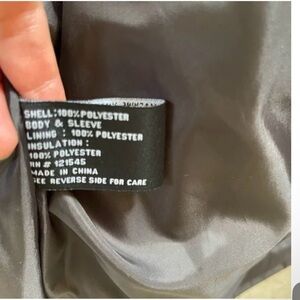 SHELL:100%POLYESTER
BODY & SLEEVE
LINING : 100% POLYESTER
INSULATION :
100% POLYESTER
RN # 121545
MADE IN CHINA
SEE REVERSE SIDE FOR CARE